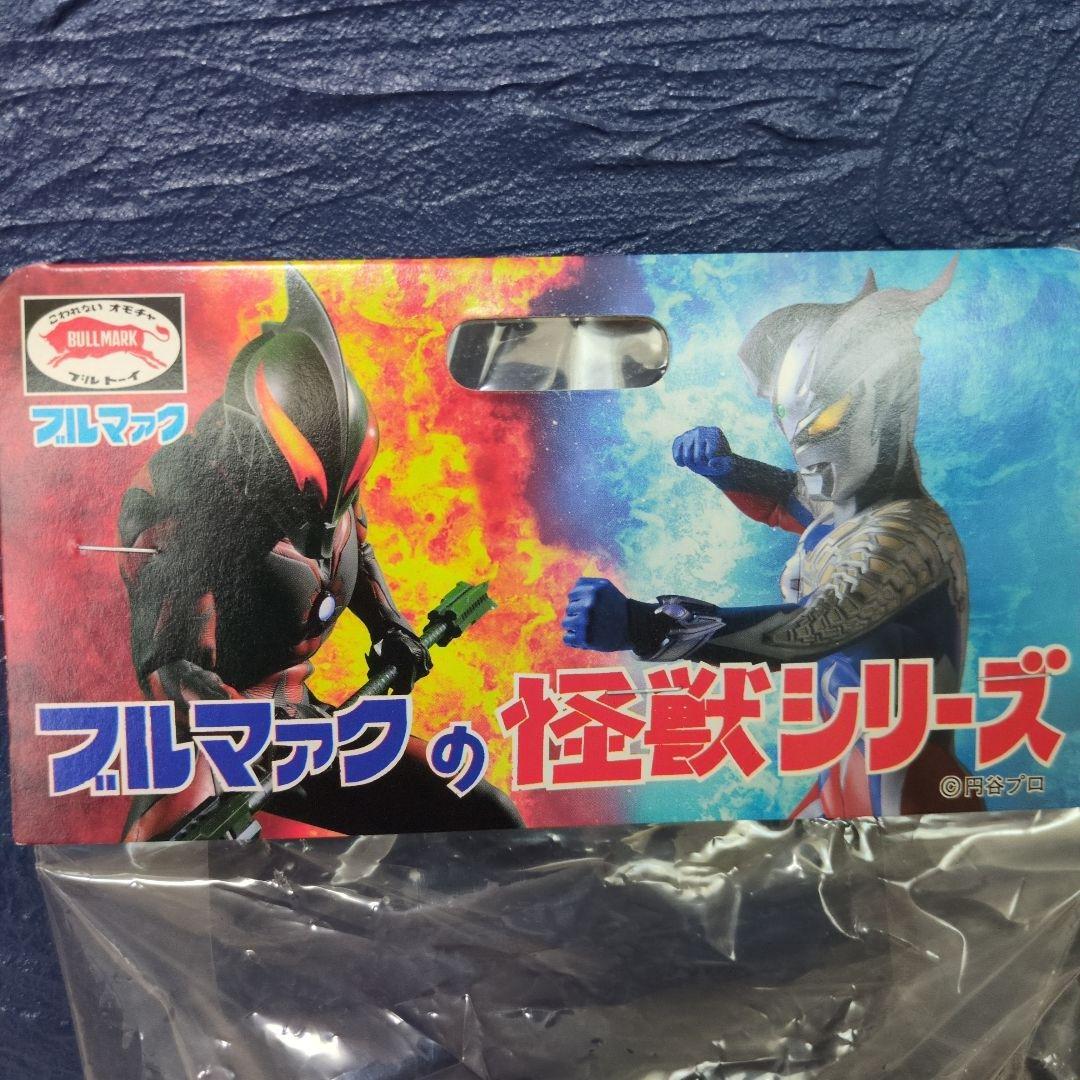 こわれない オモチャ
BULLMARK
ブル トーイ
ブルマァク
ブルマァクの怪獣シリーズ
©円谷プロ